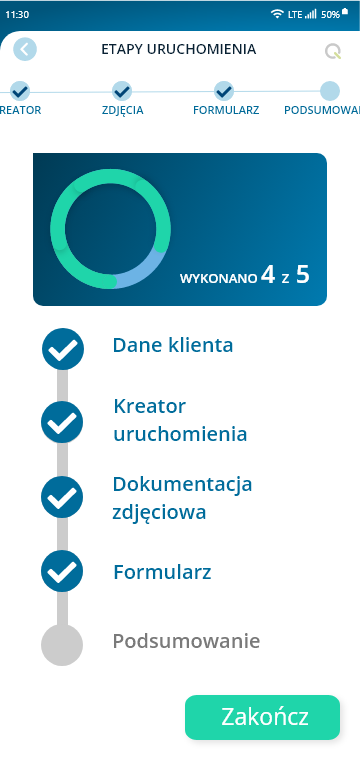 11:30 LTE 50%
ETAPY URUCHOMIENIA
REATOR ZDJĘCIA FORMULARZ PODSUMOWA
WYKONANO 4 Z 5
Dane klienta
Kreator
uruchomienia
Dokumentacja
zdjęciowa
Formularz
Podsumowanie
Zakończ